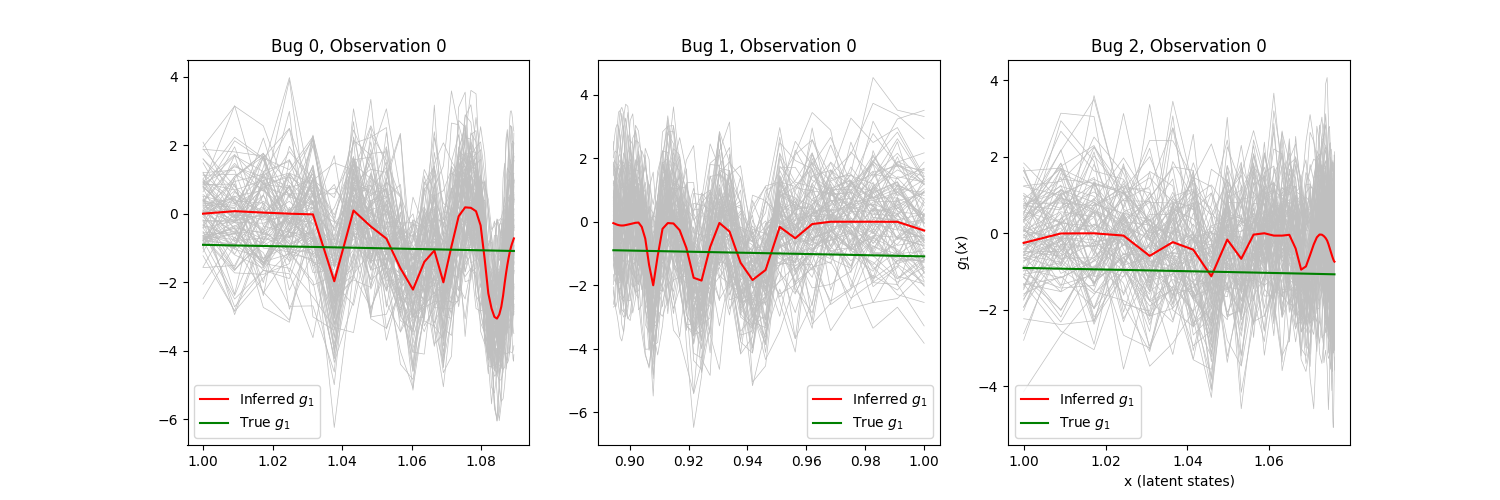 Bug 0, Observation 0
4
2
0
−2
−4
−6
Inferred g₁
True g₁
1.00 1.02 1.04 1.06 1.08
Bug 1, Observation 0
4
2
0
−2
−4
−6
Inferred g₁
True g₁
0.90 0.92 0.94 0.96 0.98 1.00
Bug 2, Observation 0
g₁(x)
4
2
0
−2
−4
Inferred g₁
True g₁
1.00 1.02 1.04 1.06
x (latent states)